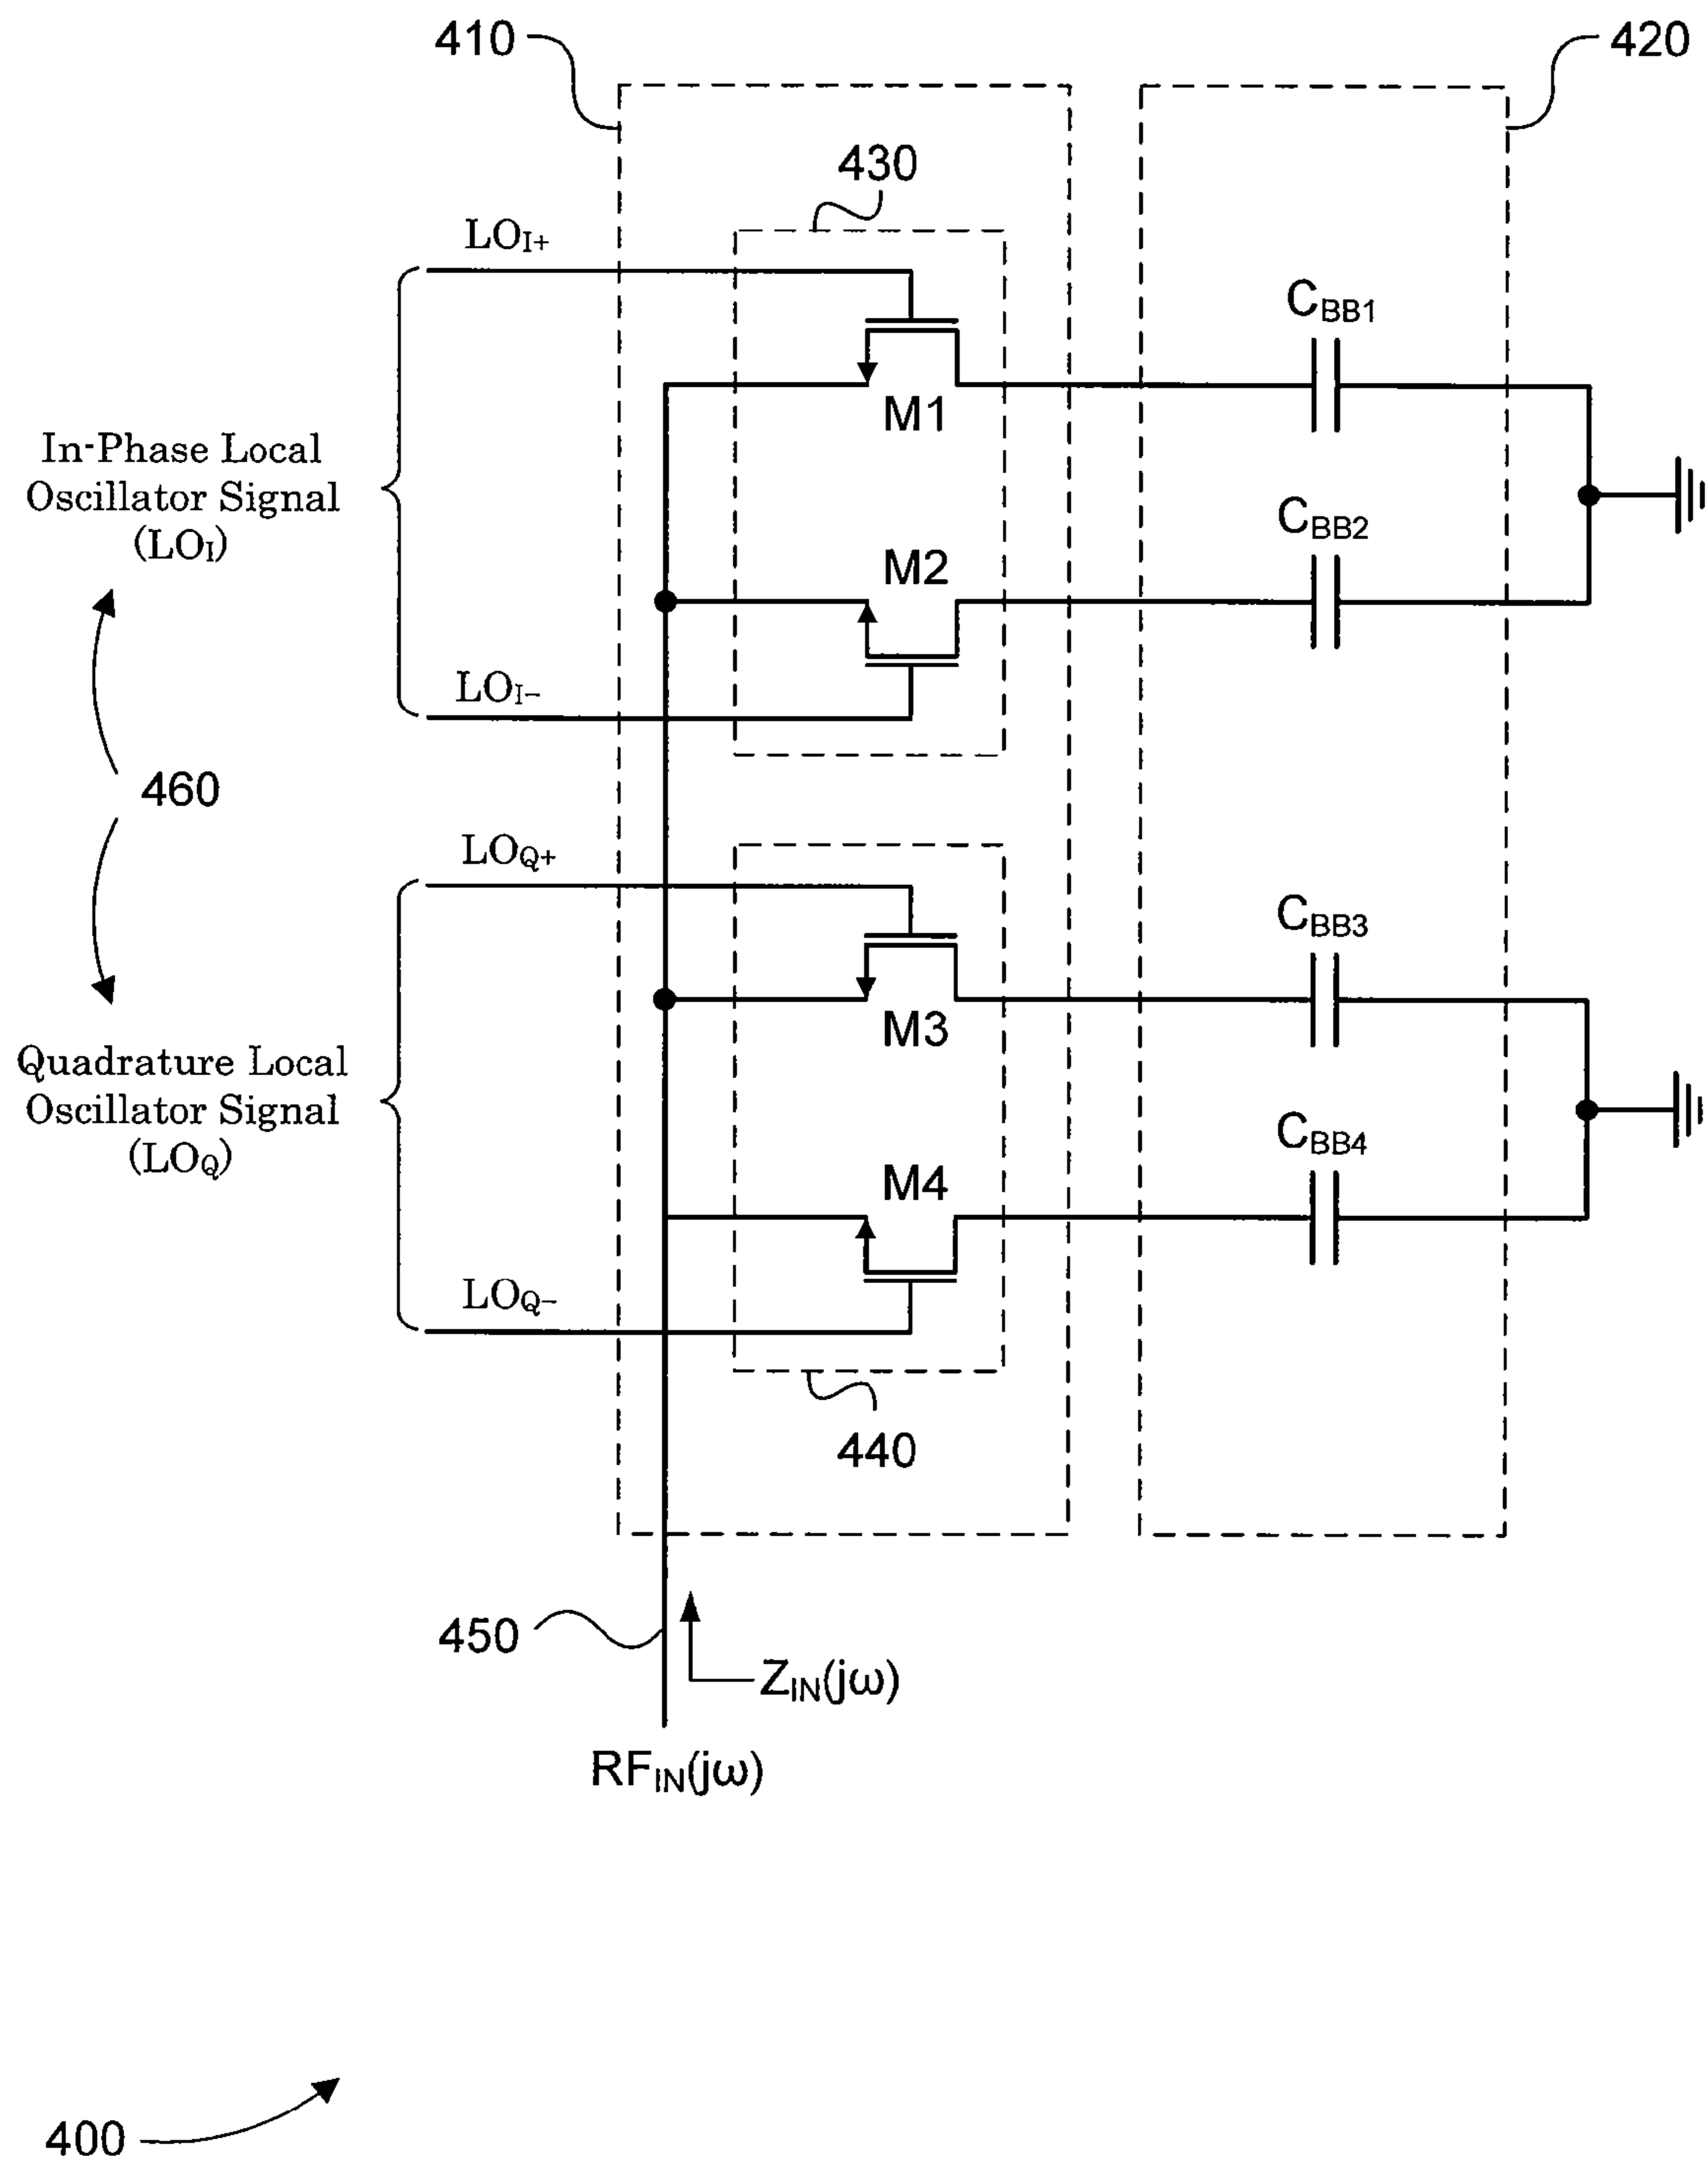 410
420
430
LOI+
CBB1
M1
In-Phase Local
Oscillator Signal
(LOI)
CBB2
M2
LOI−
460
LOQ+
CBB3
M3
Quadrature Local
Oscillator Signal
(LOQ)
CBB4
M4
LOQ−
440
450
ZIN(jω)
RFIN(jω)
400